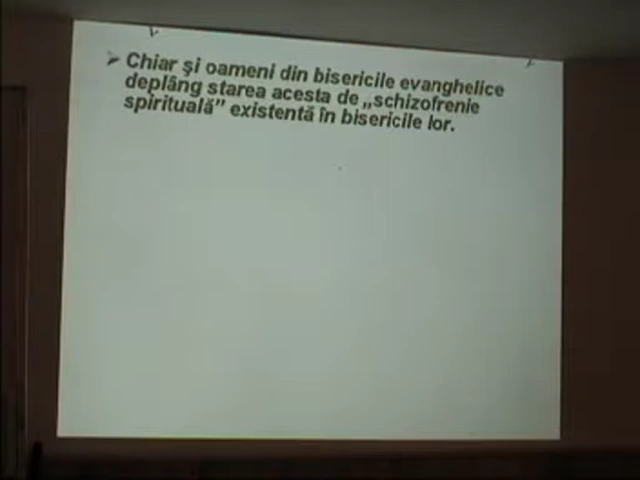 ➢ Chiar şi oameni din bisericile evanghelice
deplâng starea acesta de „schizofrenie
spirituală” existentă în bisericile lor.